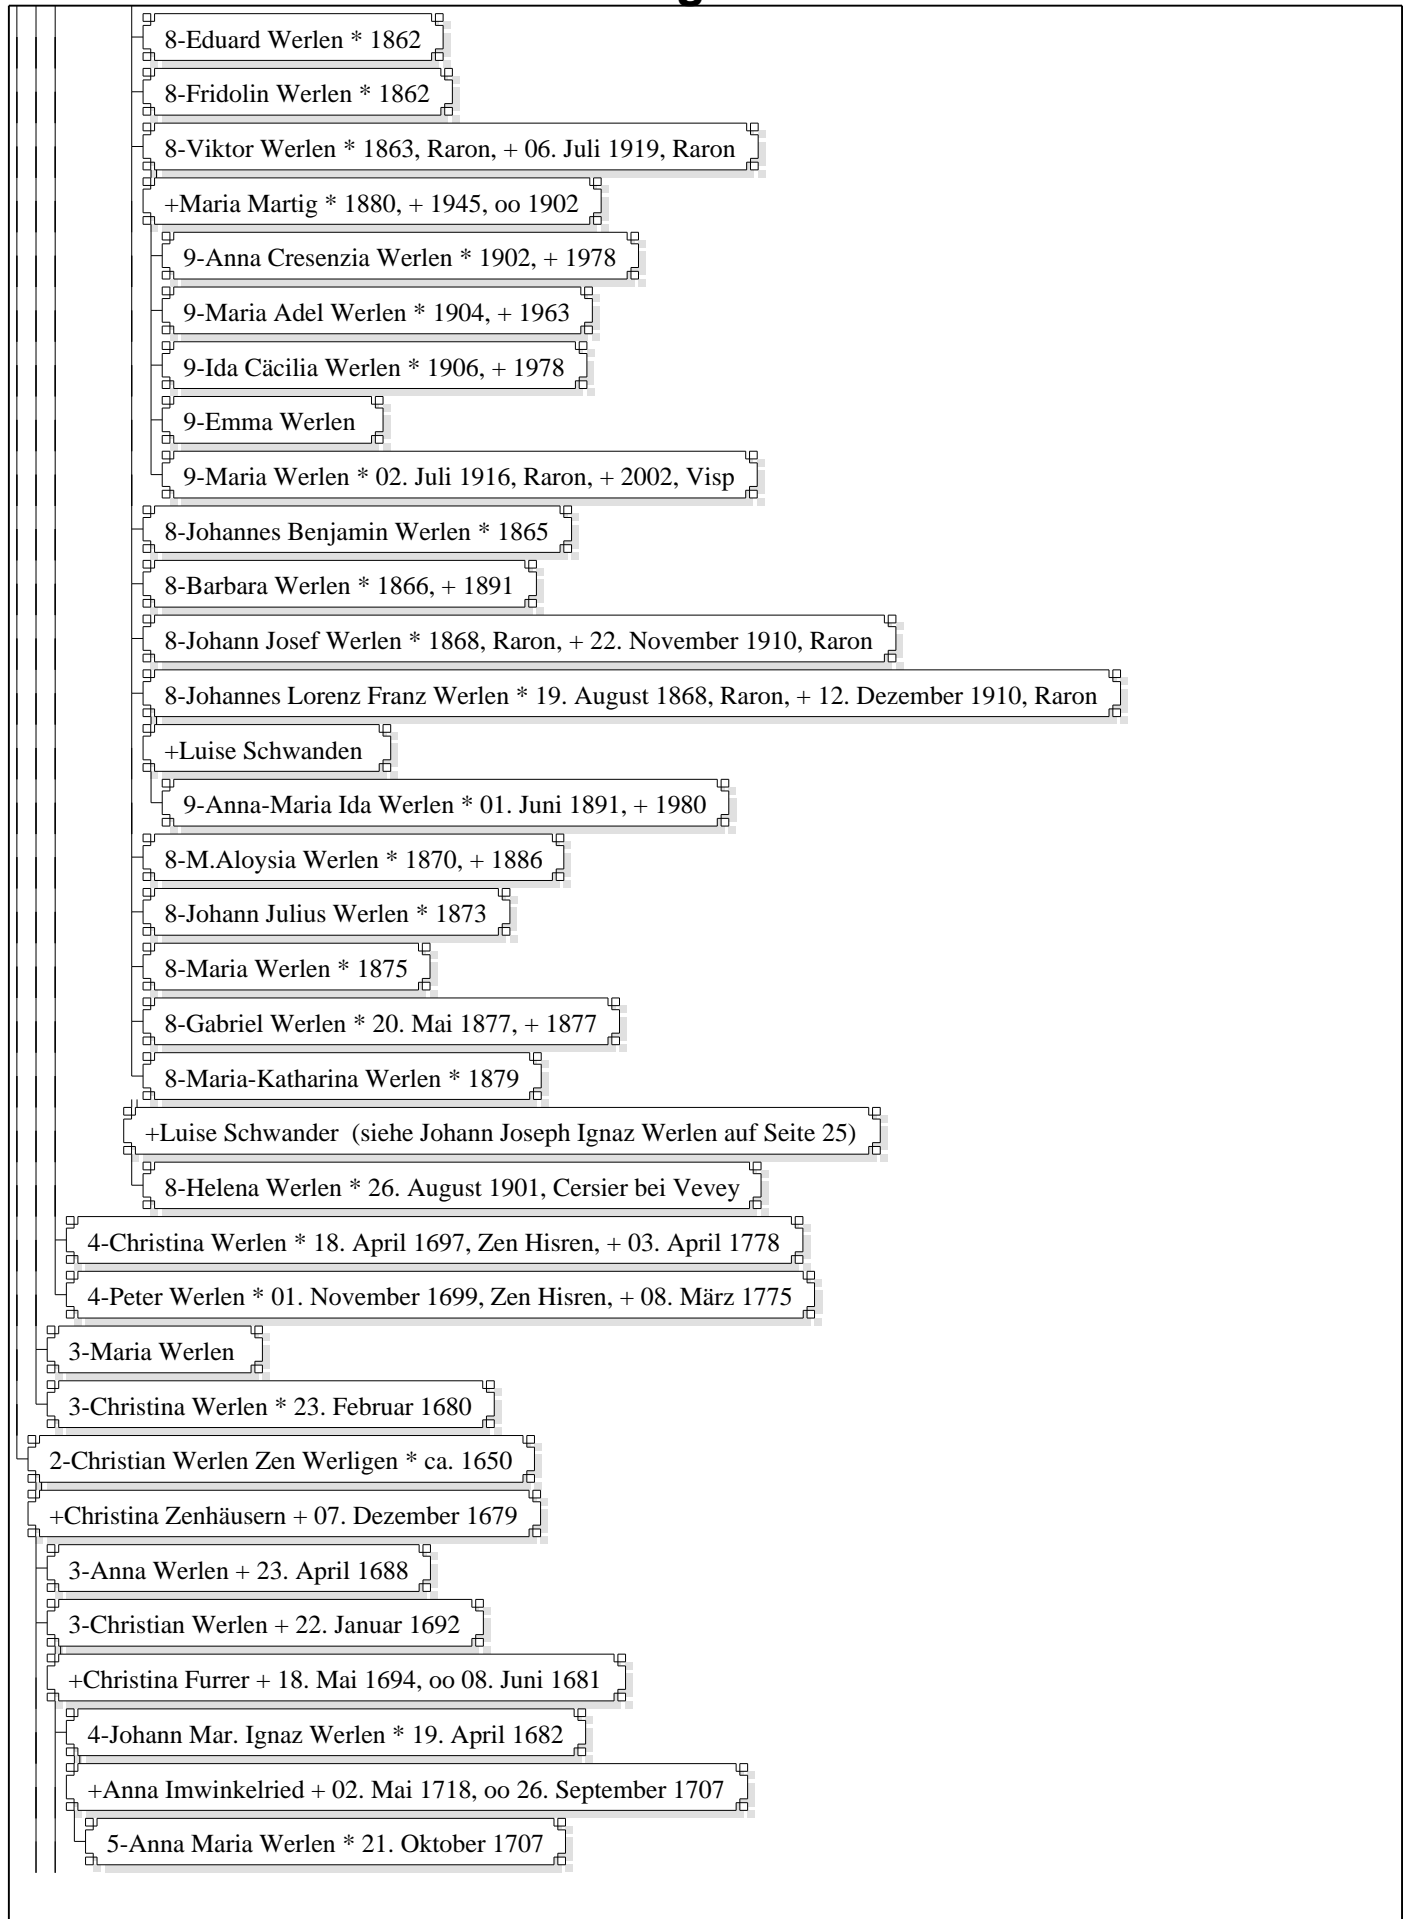 8-Eduard Werlen * 1862
8-Fridolin Werlen * 1862
8-Viktor Werlen * 1863, Raron, + 06. Juli 1919, Raron
+Maria Martig * 1880, + 1945, oo 1902
9-Anna Cresenzia Werlen * 1902, + 1978
9-Maria Adel Werlen * 1904, + 1963
9-Ida Cäcilia Werlen * 1906, + 1978
9-Emma Werlen
9-Maria Werlen * 02. Juli 1916, Raron, + 2002, Visp
8-Johannes Benjamin Werlen * 1865
8-Barbara Werlen * 1866, + 1891
8-Johann Josef Werlen * 1868, Raron, + 22. November 1910, Raron
8-Johannes Lorenz Franz Werlen * 19. August 1868, Raron, + 12. Dezember 1910, Raron
+Luise Schwanden
9-Anna-Maria Ida Werlen * 01. Juni 1891, + 1980
8-M.Aloysia Werlen * 1870, + 1886
8-Johann Julius Werlen * 1873
8-Maria Werlen * 1875
8-Gabriel Werlen * 20. Mai 1877, + 1877
8-Maria-Katharina Werlen * 1879
+Luise Schwander (siehe Johann Joseph Ignaz Werlen auf Seite 25)
8-Helena Werlen * 26. August 1901, Cersier bei Vevey
4-Christina Werlen * 18. April 1697, Zen Hisren, + 03. April 1778
4-Peter Werlen * 01. November 1699, Zen Hisren, + 08. März 1775
3-Maria Werlen
3-Christina Werlen * 23. Februar 1680
2-Christian Werlen Zen Werligen * ca. 1650
+Christina Zenhäusern + 07. Dezember 1679
3-Anna Werlen + 23. April 1688
3-Christian Werlen + 22. Januar 1692
+Christina Furrer + 18. Mai 1694, oo 08. Juni 1681
4-Johann Mar. Ignaz Werlen * 19. April 1682
+Anna Imwinkelried + 02. Mai 1718, oo 26. September 1707
5-Anna Maria Werlen * 21. Oktober 1707